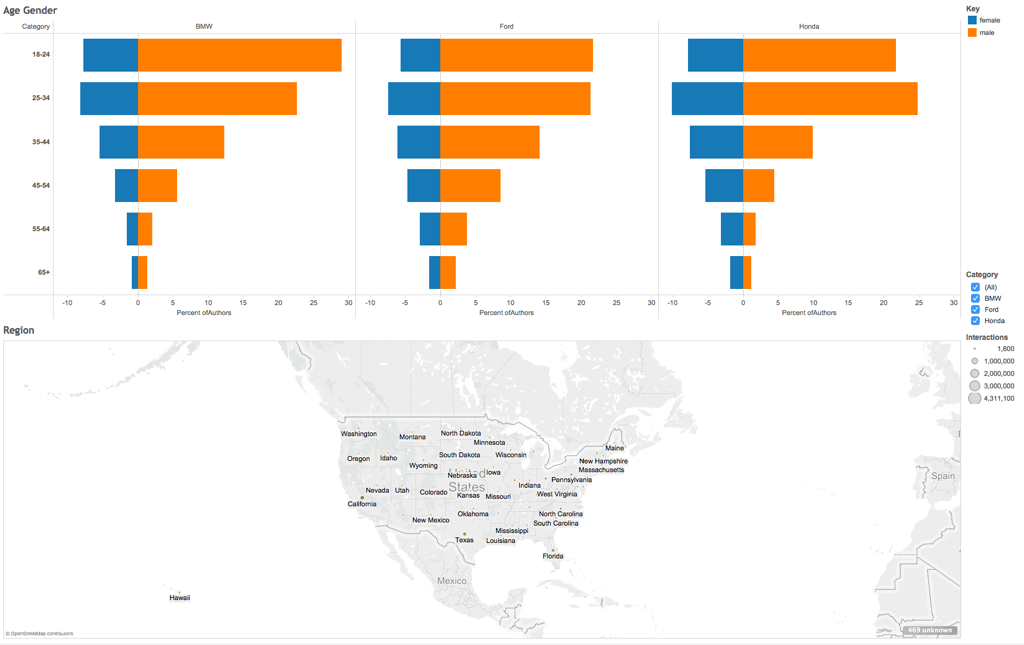 Age Gender
Category BMW Ford Honda
18-24
25-34
35-44
45-54
55-64
65+
-10 -5 0 5 10 15 20 25 30 -10 -5 0 5 10 15 20 25 30 -10 -5 0 5 10 15 20 25 30
Percent ofAuthors Percent ofAuthors Percent ofAuthors
Key
female
male
Category
(All)
BMW
Ford
Honda
Interactions
1,600
1,000,000
2,000,000
3,000,000
4,311,100
Region
Washington
Montana
North Dakota
Minnesota
Maine
Oregon
Idaho
South Dakota
Wisconsin
New Hampshire
Wyoming
Massachusetts
Nebraska
United
Iowa
States
Pennsylvania
Spain
Nevada
Utah
Colorado
Kansas
Missouri
Indiana
West Virginia
California
Oklahoma
North Carolina
New Mexico
South Carolina
Mississippi
Texas
Louisiana
Florida
Mexico
Hawaii
© OpenStreetMap contributors
469 unknown